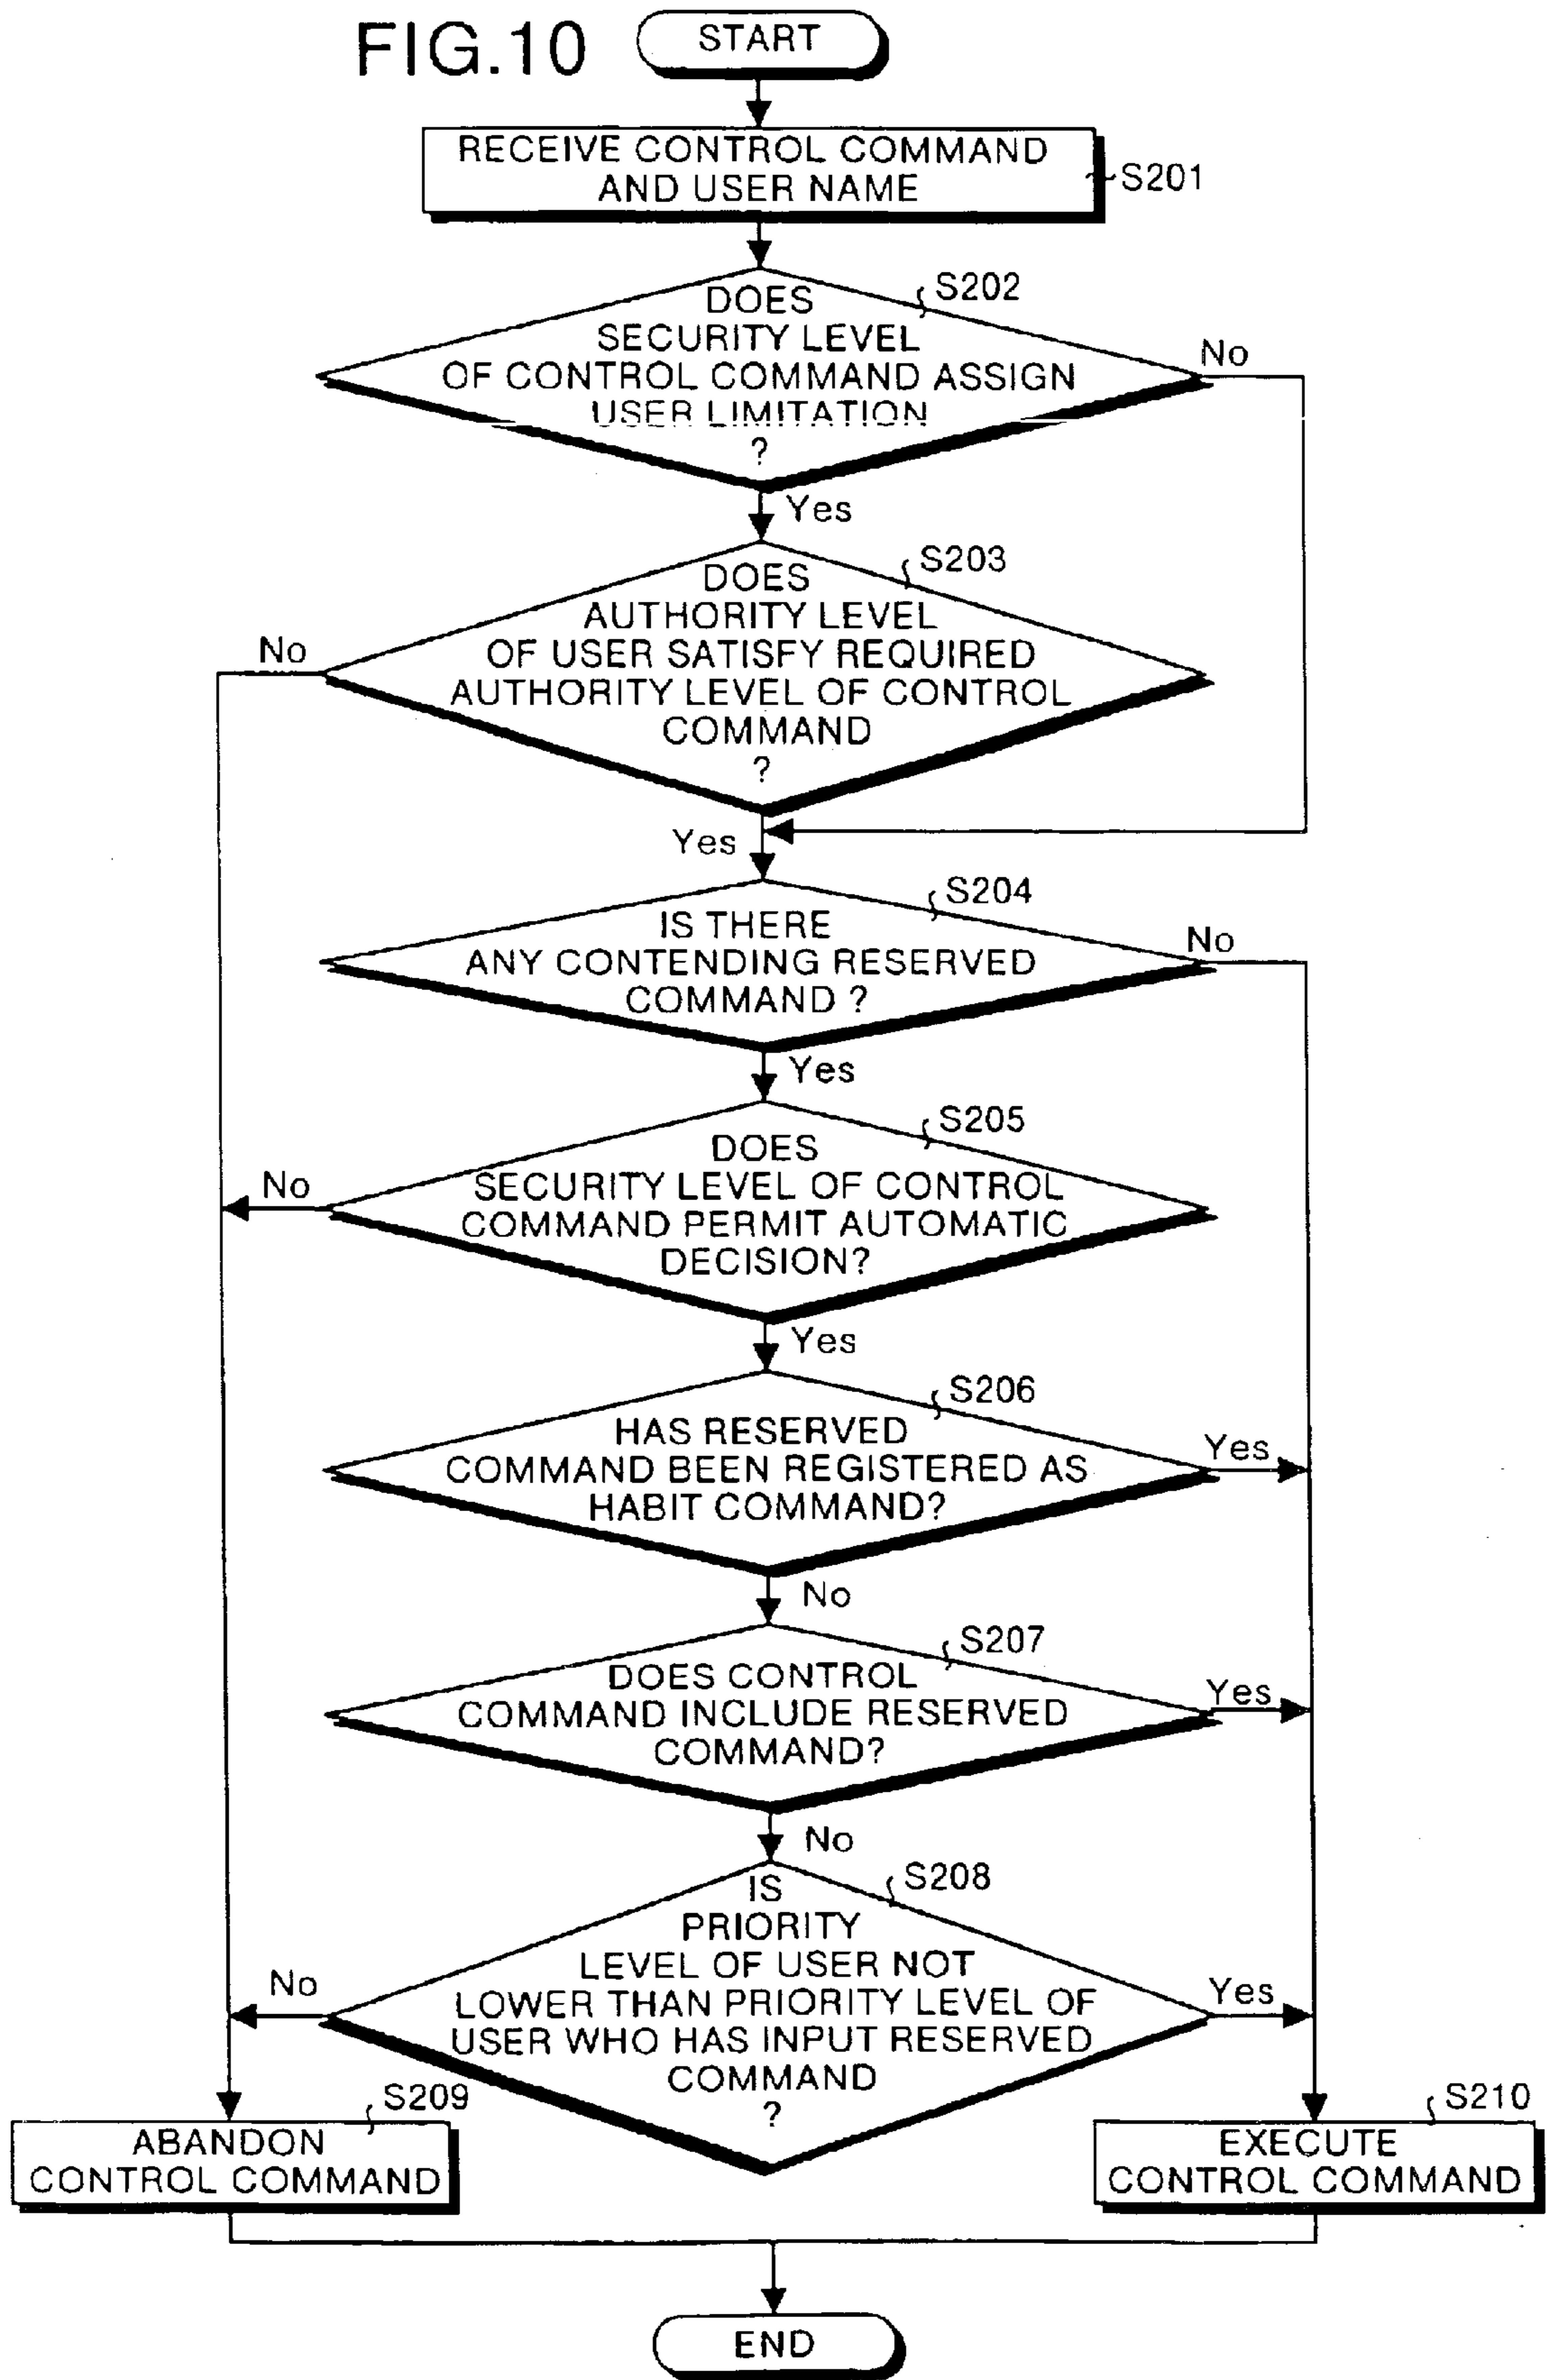 FIG.10
START
RECEIVE CONTROL COMMAND
AND USER NAME
S201
S202
DOES
SECURITY LEVEL
OF CONTROL COMMAND ASSIGN
USER LIMITATION
?
No
Yes
S203
DOES
AUTHORITY LEVEL
OF USER SATISFY REQUIRED
AUTHORITY LEVEL OF CONTROL
COMMAND
?
No
Yes
S204
IS THERE
ANY CONTENDING RESERVED
COMMAND ?
No
Yes
S205
DOES
SECURITY LEVEL OF CONTROL
COMMAND PERMIT AUTOMATIC
DECISION?
No
Yes
S206
HAS RESERVED
COMMAND BEEN REGISTERED AS
HABIT COMMAND?
Yes
No
S207
DOES CONTROL
COMMAND INCLUDE RESERVED
COMMAND?
Yes
No
S208
IS
PRIORITY
LEVEL OF USER NOT
LOWER THAN PRIORITY LEVEL OF
USER WHO HAS INPUT RESERVED
COMMAND
?
No
Yes
S209
ABANDON
CONTROL COMMAND
S210
EXECUTE
CONTROL COMMAND
END